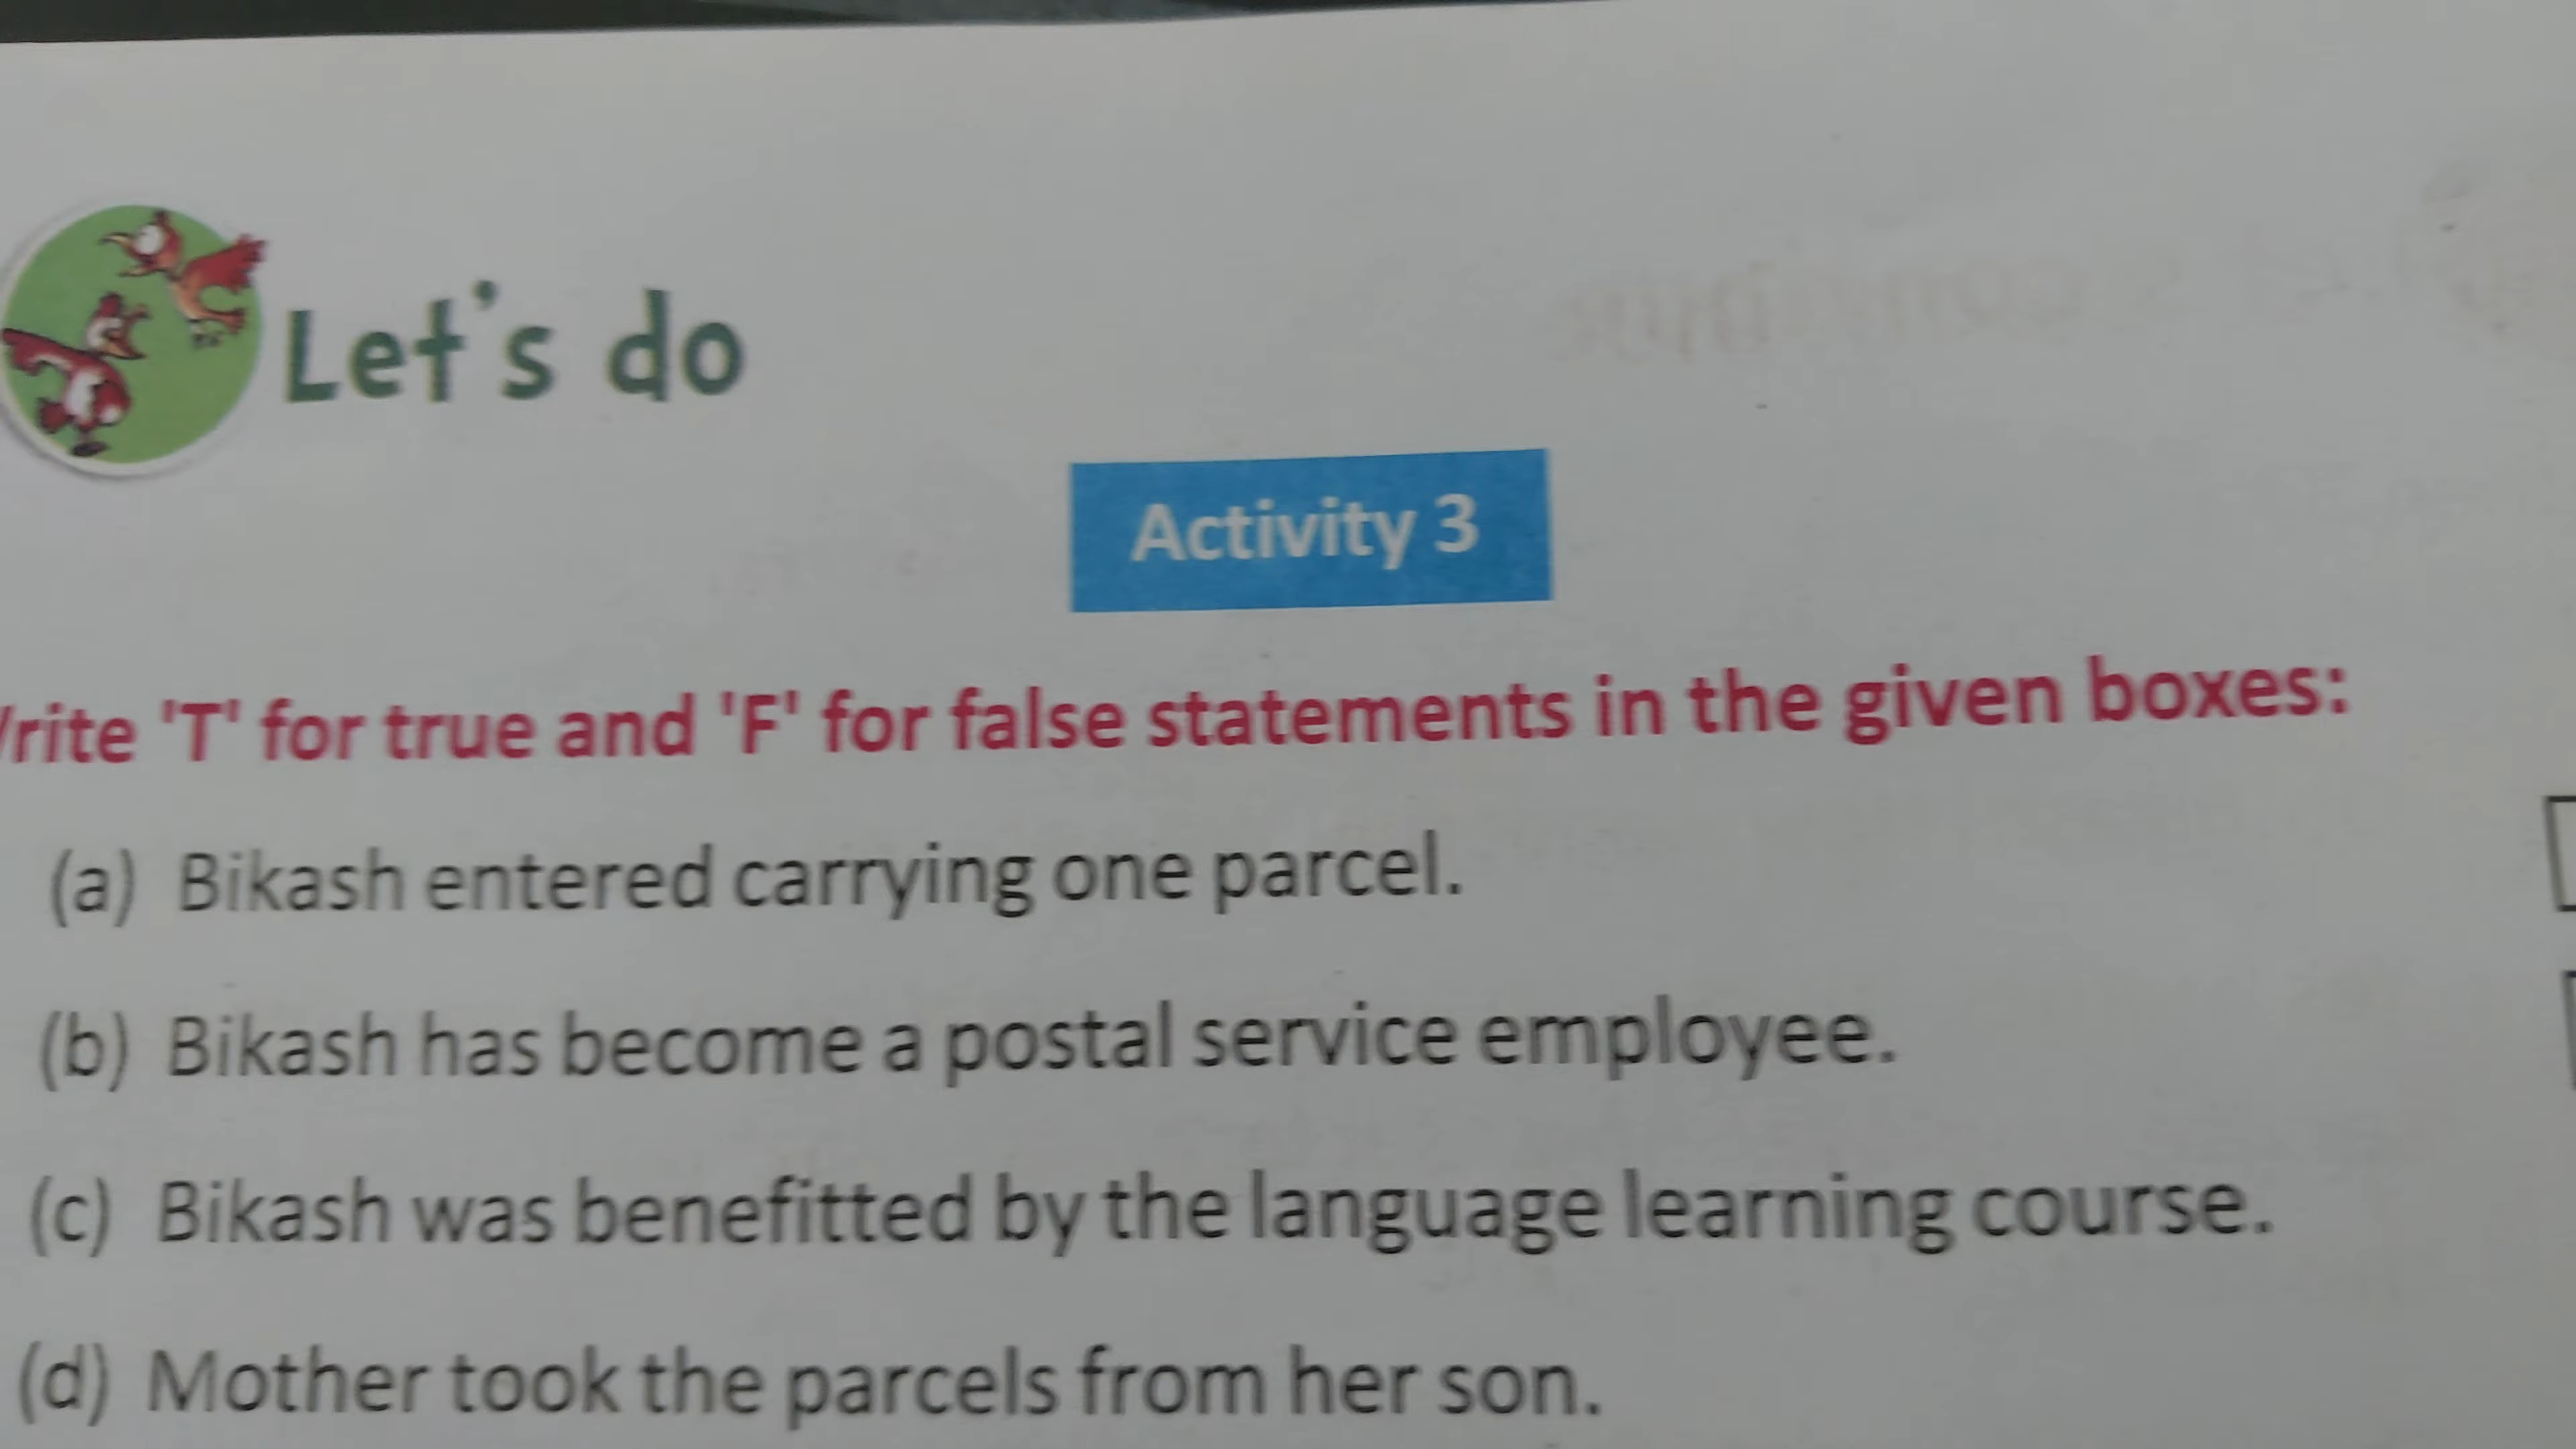 Let's do
Activity 3
rite 'T' for true and 'F' for false statements in the given boxes:
(a) Bikash entered carrying one parcel.
(b) Bikash has become a postal service employee.
(c) Bikash was benefitted by the language learning course.
(d) Mother took the parcels from her son.